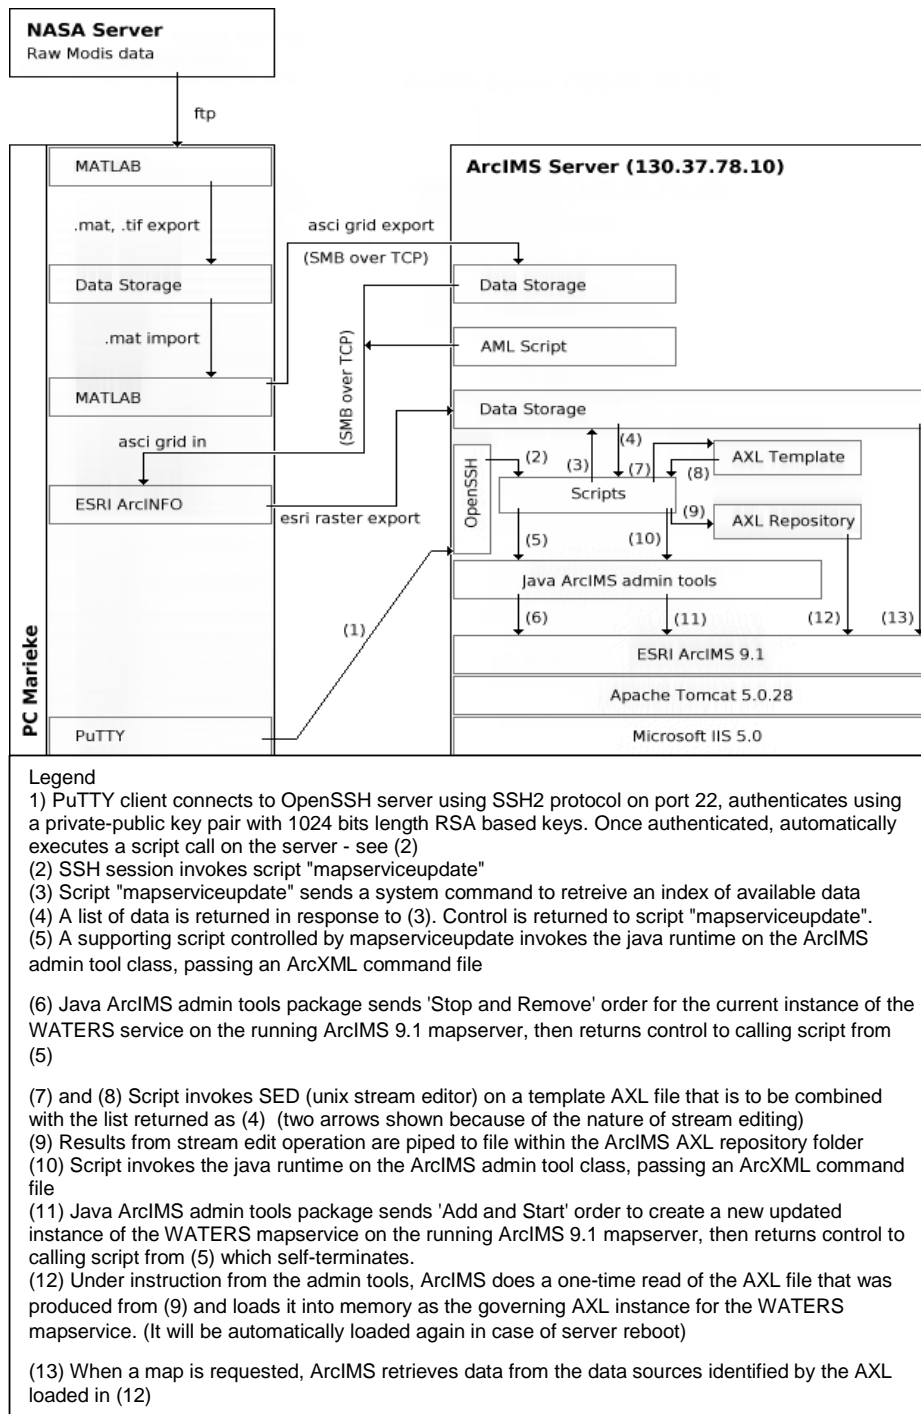 NASA Server
Raw Modis data
ftp
PC Marieke
MATLAB
.mat, .tif export
Data Storage
.mat import
MATLAB
asci grid in
ESRI ArcINFO
PuTTY
asci grid export
(SMB over TCP)
(SMB over TCP)
esri raster export
(1)
ArcIMS Server (130.37.78.10)
Data Storage
AML Script
Data Storage
OpenSSH
(2)
(3)
(4)
(7)
(8)
AXL Template
Scripts
(9)
AXL Repository
(5)
(10)
Java ArcIMS admin tools
(6)
(11)
(12)
(13)
ESRI ArcIMS 9.1
Apache Tomcat 5.0.28
Microsoft IIS 5.0
Legend
1) PuTTY client connects to OpenSSH server using SSH2 protocol on port 22, authenticates using
a private-public key pair with 1024 bits length RSA based keys. Once authenticated, automatically
executes a script call on the server - see (2)
(2) SSH session invokes script "mapserviceupdate"
(3) Script "mapserviceupdate" sends a system command to retreive an index of available data
(4) A list of data is returned in response to (3). Control is returned to script "mapserviceupdate".
(5) A supporting script controlled by mapserviceupdate invokes the java runtime on the ArcIMS
admin tool class, passing an ArcXML command file
(6) Java ArcIMS admin tools package sends 'Stop and Remove' order for the current instance of the
WATERS service on the running ArcIMS 9.1 mapserver, then returns control to calling script from
(5)
(7) and (8) Script invokes SED (unix stream editor) on a template AXL file that is to be combined
with the list returned as (4) (two arrows shown because of the nature of stream editing)
(9) Results from stream edit operation are piped to file within the ArcIMS AXL repository folder
(10) Script invokes the java runtime on the ArcIMS admin tool class, passing an ArcXML command
file
(11) Java ArcIMS admin tools package sends 'Add and Start' order to create a new updated
instance of the WATERS mapservice on the running ArcIMS 9.1 mapserver, then returns control to
calling script from (5) which self-terminates.
(12) Under instruction from the admin tools, ArcIMS does a one-time read of the AXL file that was
produced from (9) and loads it into memory as the governing AXL instance for the WATERS
mapservice. (It will be automatically loaded again in case of server reboot)
(13) When a map is requested, ArcIMS retrieves data from the data sources identified by the AXL
loaded in (12)